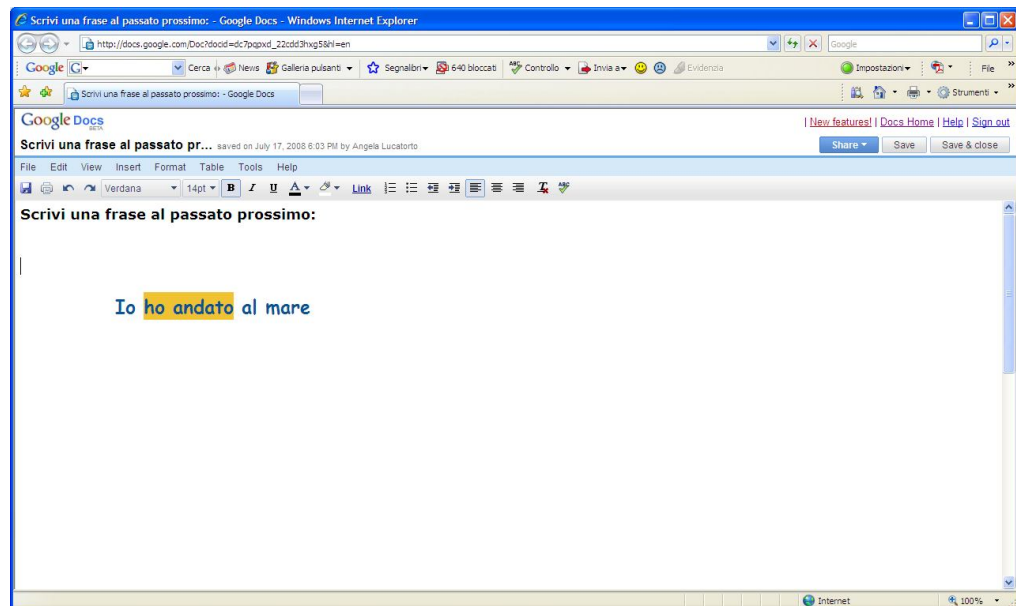 Scrivi una frase al passato prossimo: - Google Docs - Windows Internet Explorer
http://docs.google.com/Doc?docid=dc7pqpxd_22cdd3hxg5&hl=en
Google
Google G Cerca News Galleria pulsanti Segnalibri 640 bloccati ABC Controllo Invia a Evidenzia Impostazioni File »
Scrivi una frase al passato prossimo: - Google Docs Strumenti »
Google Docs BETA | New features! | Docs Home | Help | Sign out
Scrivi una frase al passato pr... saved on July 17, 2008 6:03 PM by Angela Lucatorto Share Save Save & close
File Edit View Insert Format Table Tools Help
Verdana 14pt B I U A Link ABC
Scrivi una frase al passato prossimo:
Io ho andato al mare
Internet 100%